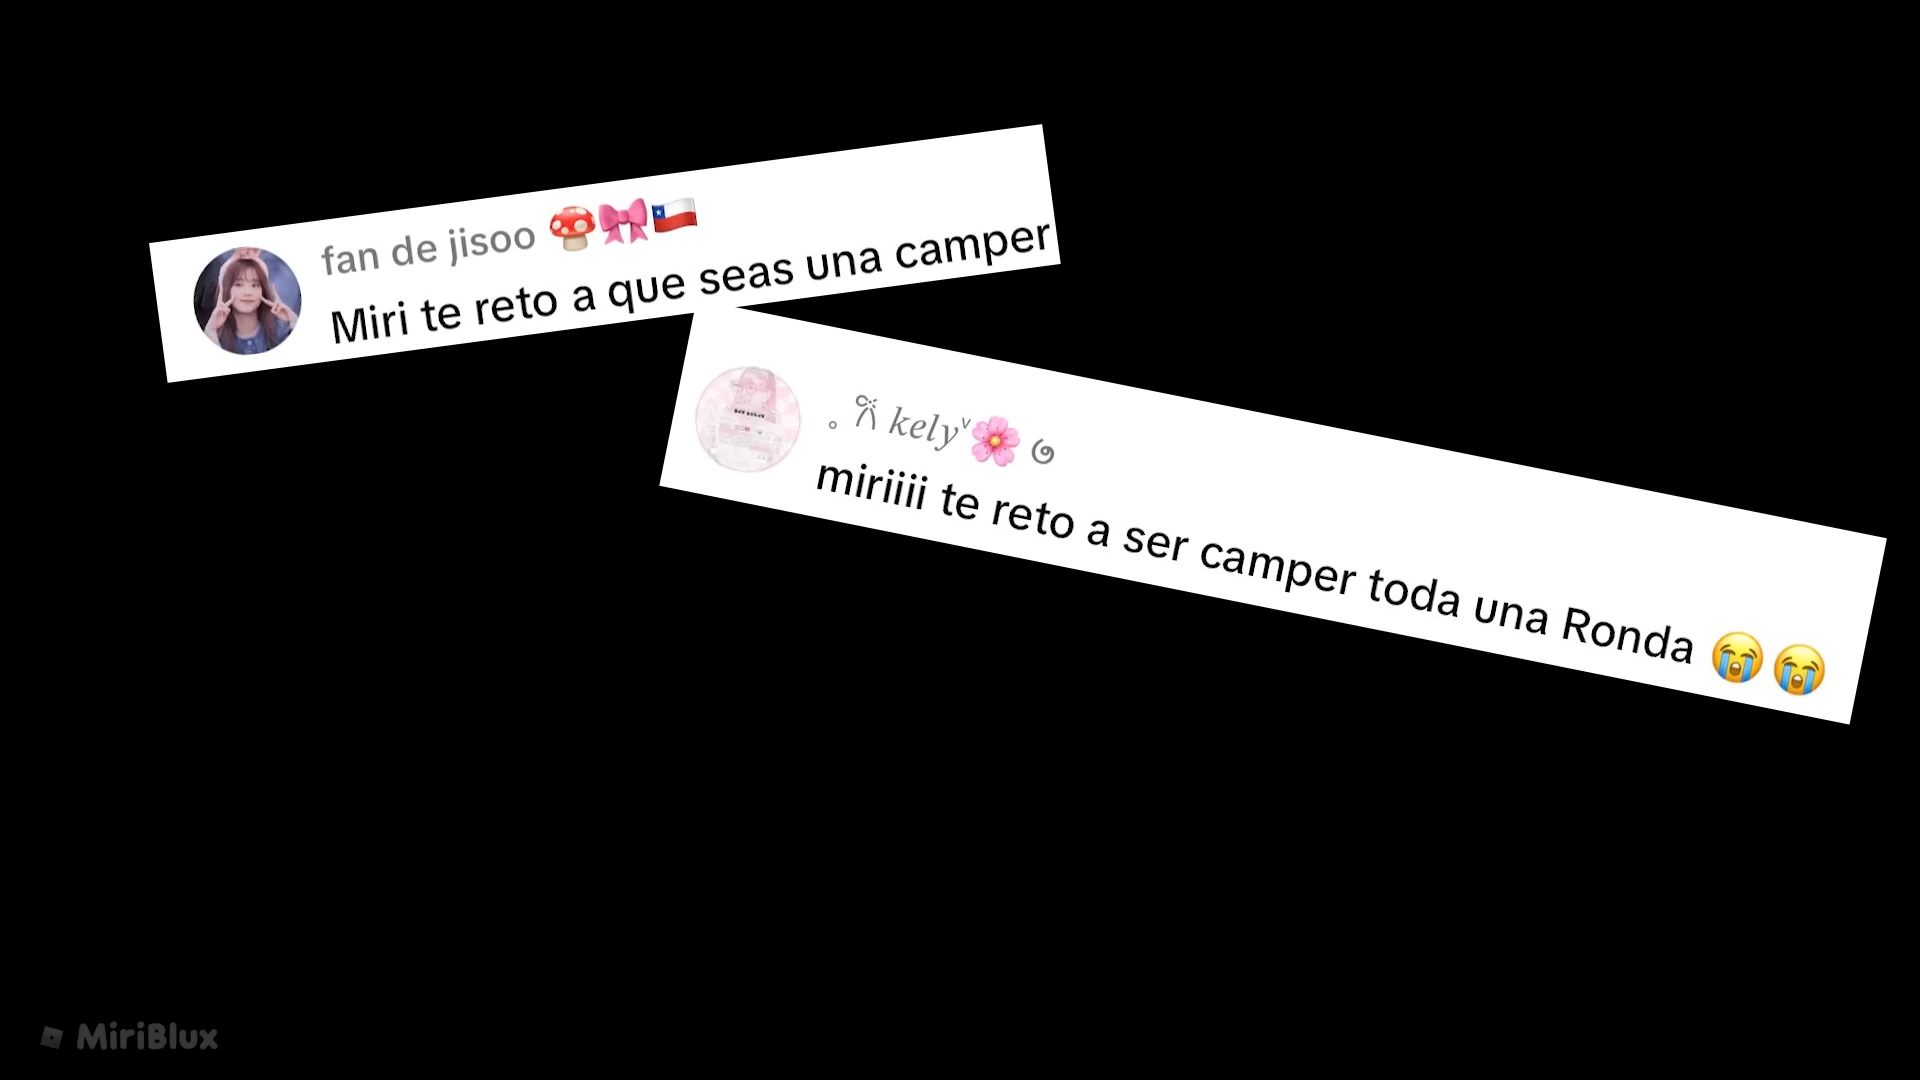 fan de jisoo 🍄🎀🇨🇱
Miri te reto a que seas una camper
。𐙚 𝑘𝑒𝑙𝑦ᵛ🌸 ໒
miriiii te reto a ser camper toda una Ronda 😭😭
MiriBlux